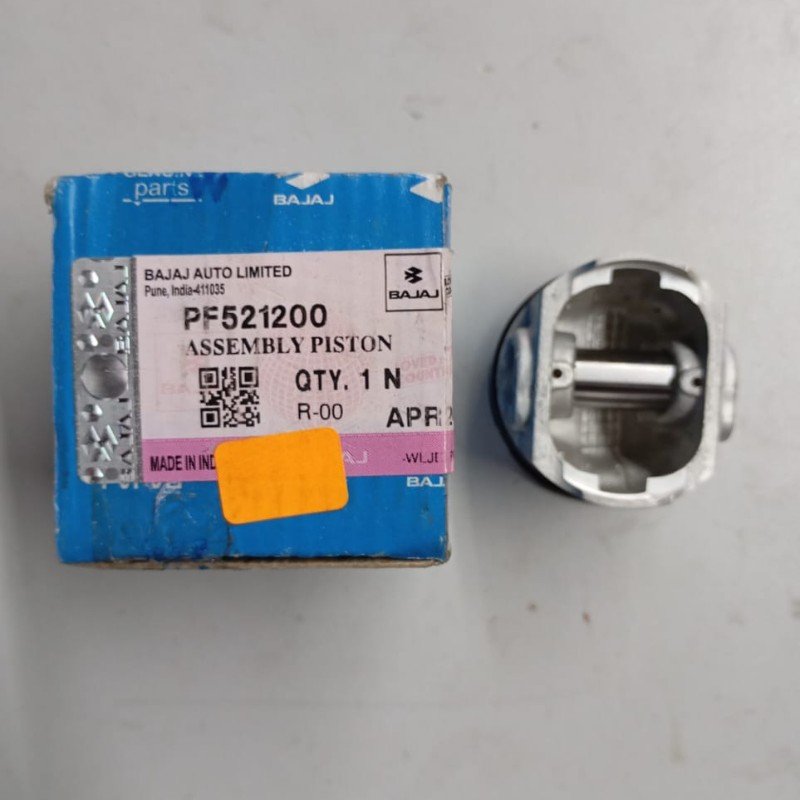 parts
BAJAJ
BAJAJ AUTO LIMITED
Pune, India-411035
BAJAJ
BAJAJ
PF521200
ASSEMBLY PISTON
QTY. 1 N
R-00
APR
MADE IN
BAJ